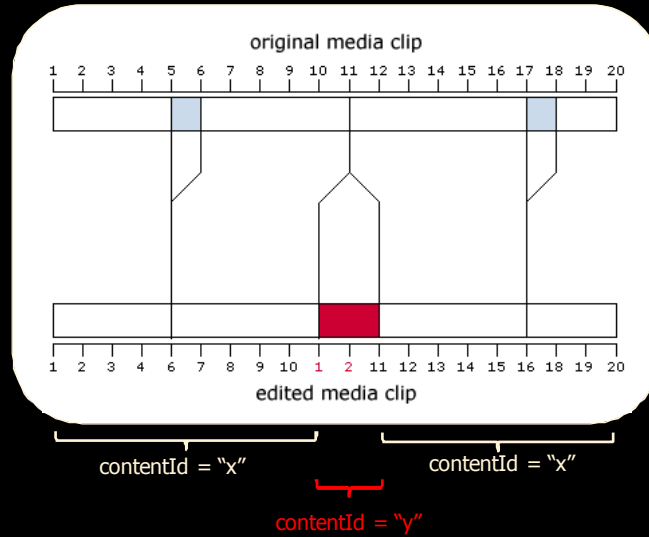 original media clip
1 2 3 4 5 6 7 8 9 10 11 12 13 14 15 16 17 18 19 20
1 2 3 4 6 7 8 9 10 1 2 11 12 13 14 15 16 18 19 20
edited media clip
contentId = “x”
contentId = “x”
contentId = “y”